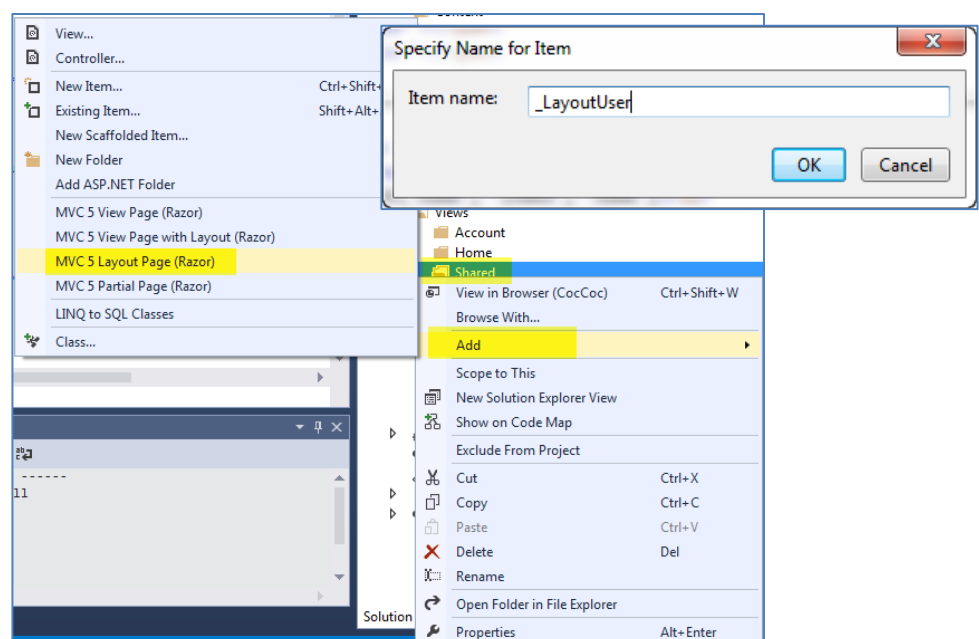 View...
Controller...
New Item... Ctrl+Shift+
Existing Item... Shift+Alt+
New Scaffolded Item...
New Folder
Add ASP.NET Folder
MVC 5 View Page (Razor)
MVC 5 View Page with Layout (Razor)
MVC 5 Layout Page (Razor)
MVC 5 Partial Page (Razor)
LINQ to SQL Classes
Class...
Specify Name for Item
Item name: _LayoutUser
OK Cancel
Views
Account
Home
Shared
View in Browser (CocCoc) Ctrl+Shift+W
Browse With...
Add
Scope to This
New Solution Explorer View
Show on Code Map
Exclude From Project
Cut Ctrl+X
Copy Ctrl+C
Paste Ctrl+V
Delete Del
Rename
Open Folder in File Explorer
Properties Alt+Enter
------
11
Solution